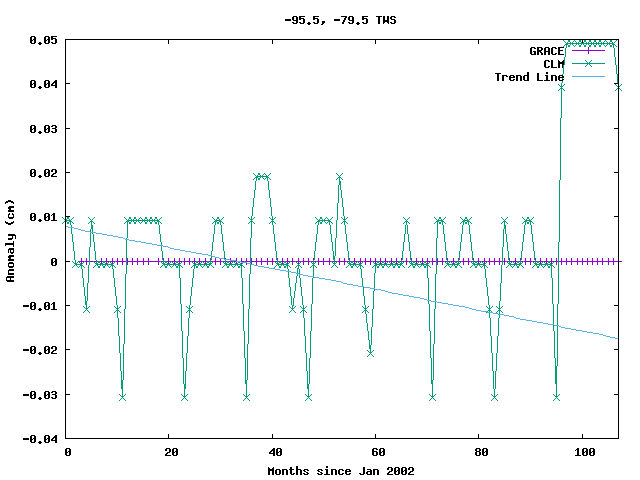 -95.5, -79.5 TWS
0.05
GRACE
CLM
Trend Line
0.04
0.03
0.02
0.01
0
-0.01
-0.02
-0.03
-0.04
Anomaly (cm)
0 20 40 60 80 100
Months since Jan 2002